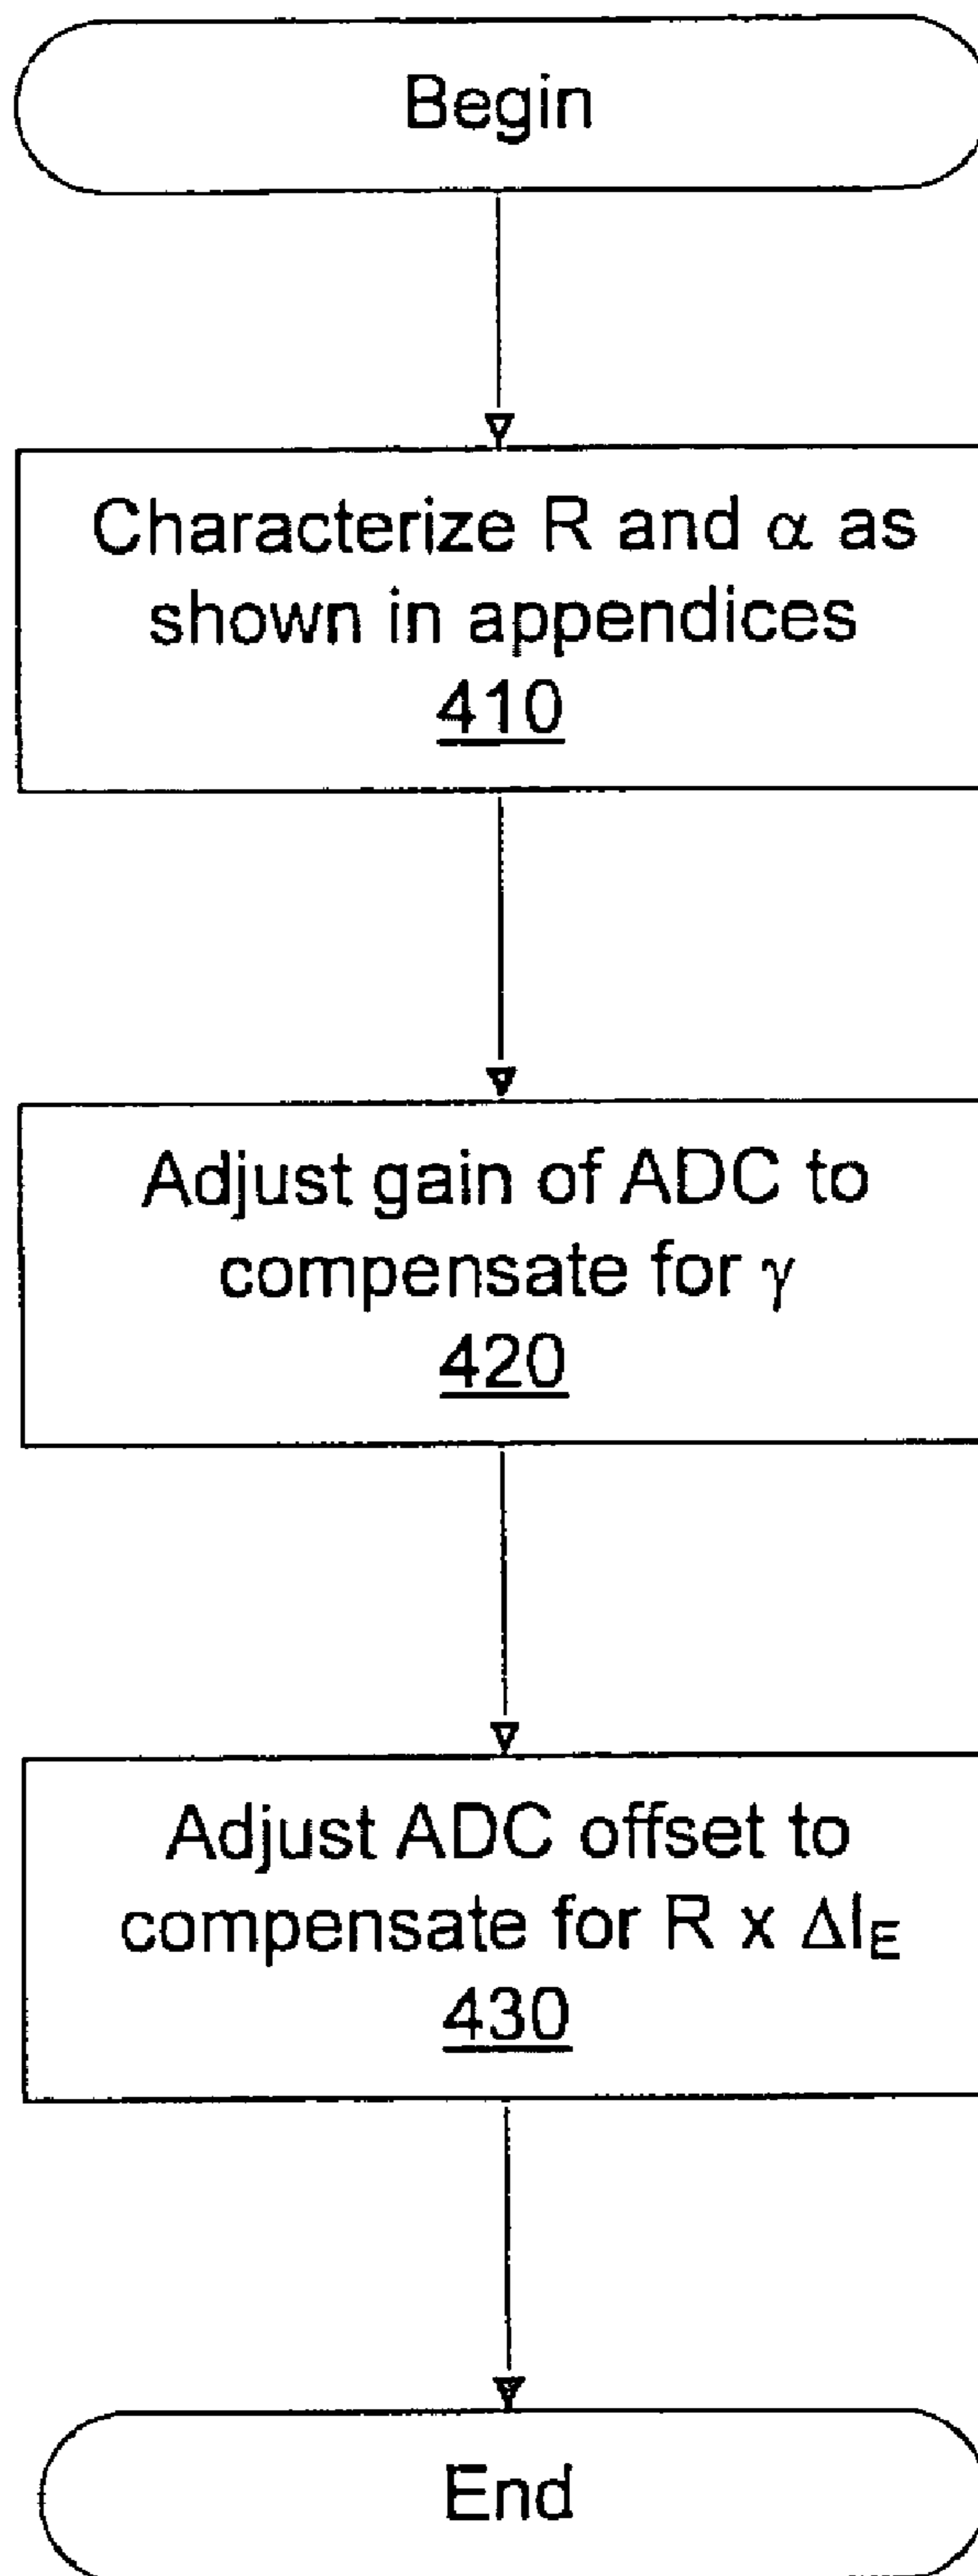 Begin
Characterize R and α as
shown in appendices
410
Adjust gain of ADC to
compensate for γ
420
Adjust ADC offset to
compensate for R x ΔIE
430
End